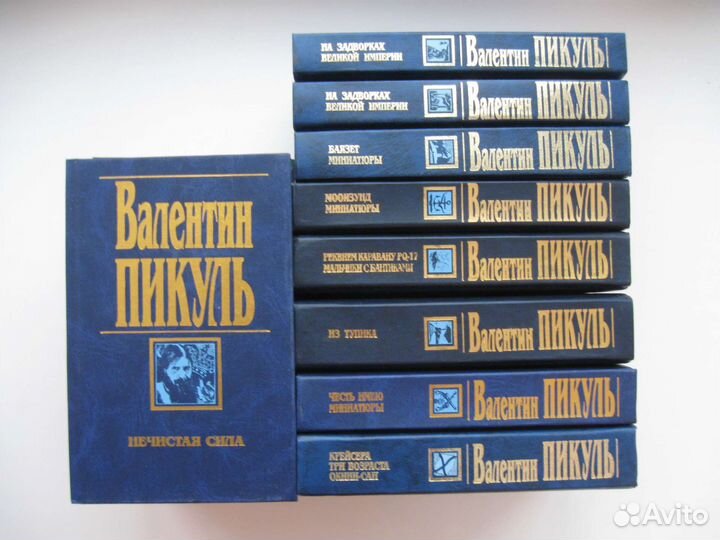 Валентин
ПИКУЛЬ
НЕЧИСТАЯ СИЛА
НА ЗАДВОРКАХ
ВЕЛИКОЙ ИМПЕРИИ
Валентин ПИКУЛЬ
НА ЗАДВОРКАХ
ВЕЛИКОЙ ИМПЕРИИ
Валентин ПИКУЛЬ
БАЯЗЕТ
МИНИАТЮРЫ
Валентин ПИКУЛЬ
МООНЗУНД
МИНИАТЮРЫ
Валентин ПИКУЛЬ
РЕКВИЕМ КАРАВАНУ PQ-17
МАЛЬЧИКИ С БАНТИКАМИ
Валентин ПИКУЛЬ
ИЗ ТУПИКА
Валентин ПИКУЛЬ
ЧЕСТЬ ИМЕЮ
МИНИАТЮРЫ
Валентин ПИКУЛЬ
КРЕЙСЕРА
ТРИ ВОЗРАСТА
ОКИНИ-САН
Валентин ПИКУЛЬ
Avito